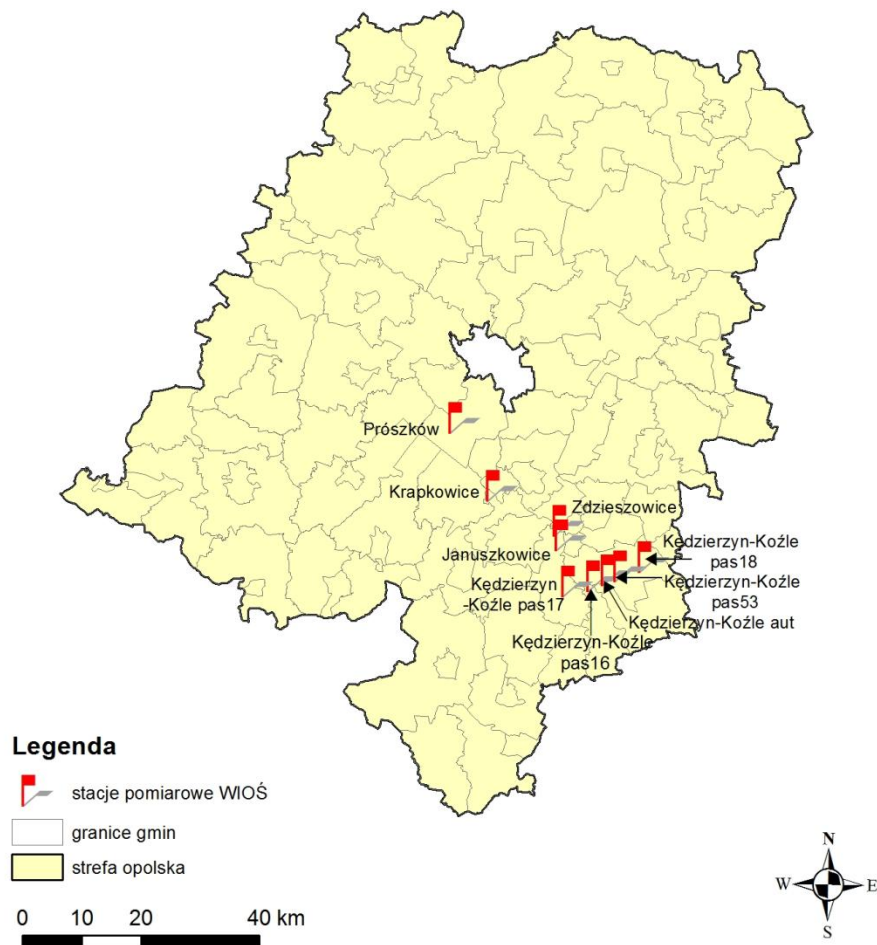 Prószków
Krapkowice
Zdzieszowice
Januszkowice
Kędzierzyn-Koźle
pas18
Kędzierzyn
-Koźle pas17
Kędzierzyn-Koźle
pas53
Kędzierzyn-Koźle aut
Kędzierzyn-Koźle
pas16
Legenda
stacje pomiarowe WIOŚ
granice gmin
strefa opolska
0 10 20 40 km
N
W E
S